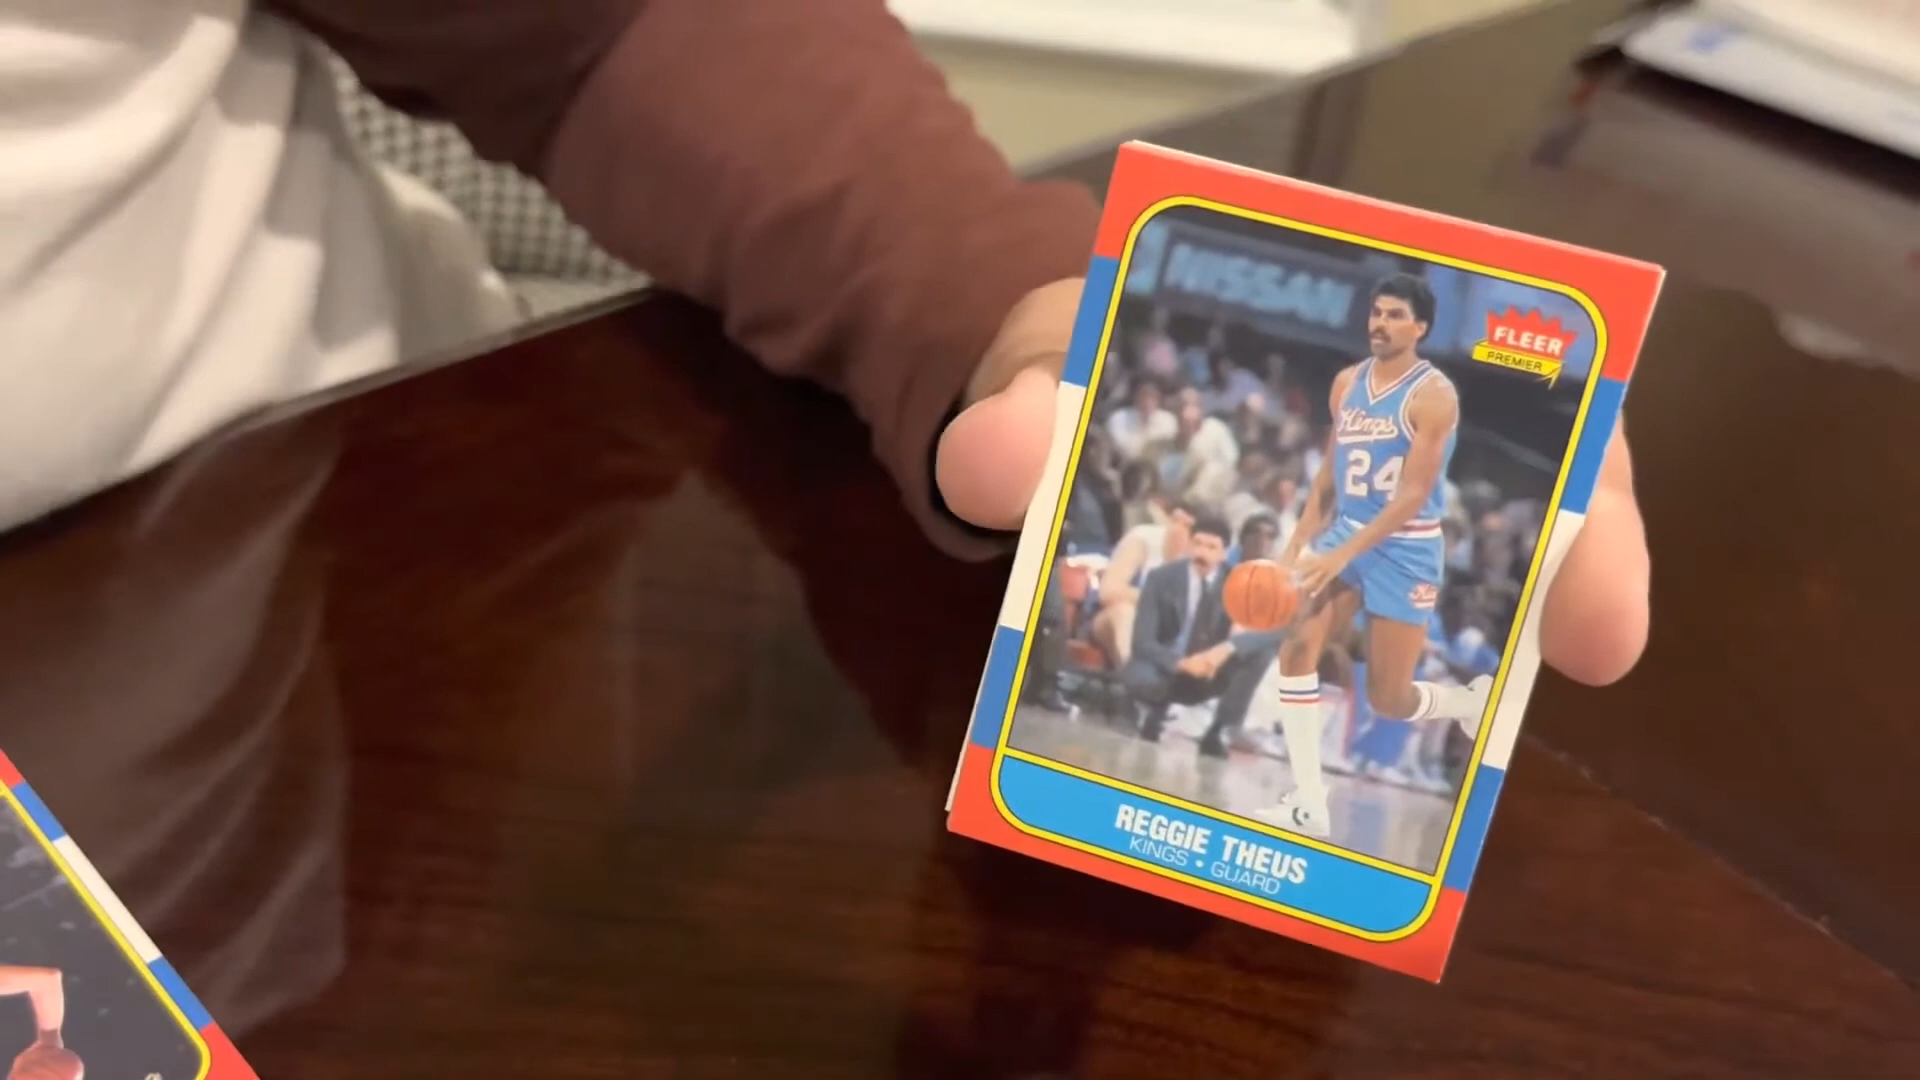 NISSAN
FLEER
PREMIER
Kings
24
REGGIE THEUS
KINGS • GUARD